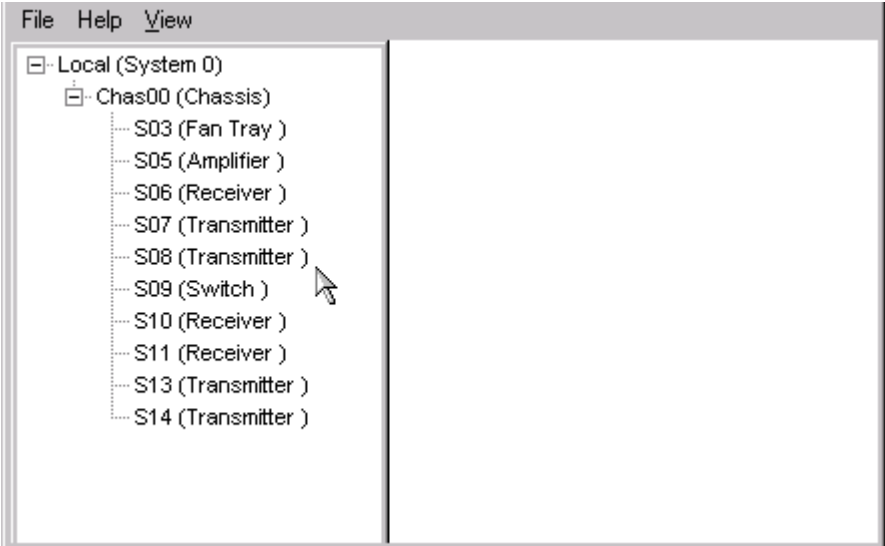 File Help View
Local (System 0)
Chas00 (Chassis)
S03 (Fan Tray )
S05 (Amplifier )
S06 (Receiver )
S07 (Transmitter )
S08 (Transmitter )
S09 (Switch )
S10 (Receiver )
S11 (Receiver )
S13 (Transmitter )
S14 (Transmitter )